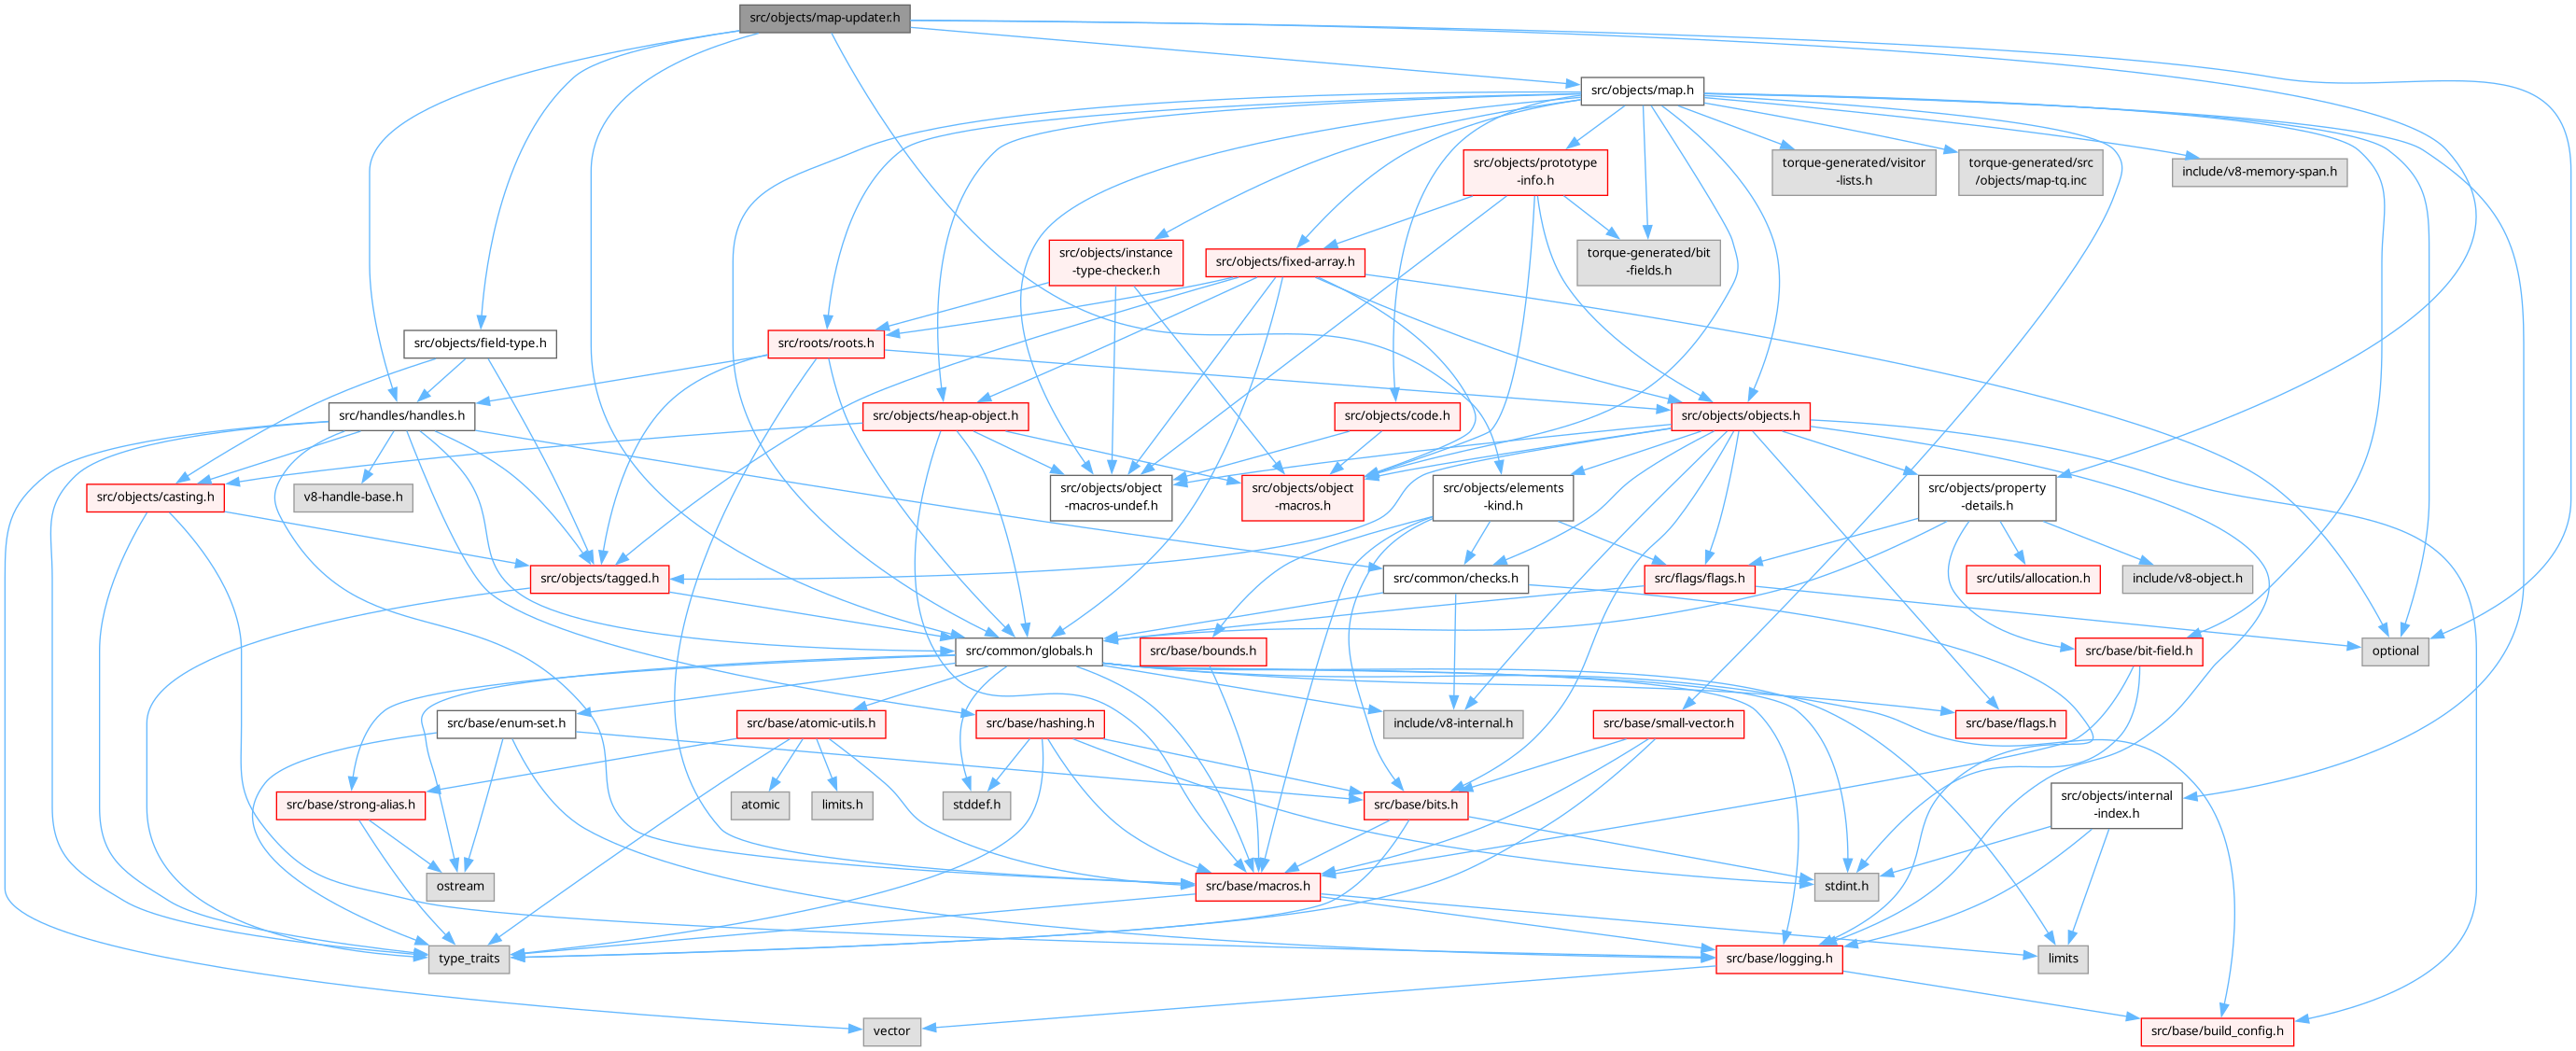 src/objects/map-updater.h
src/objects/map.h
src/objects/prototype
-info.h
torque-generated/visitor
-lists.h
torque-generated/src
/objects/map-tq.inc
include/v8-memory-span.h
src/objects/instance
-type-checker.h
src/objects/fixed-array.h
torque-generated/bit
-fields.h
src/objects/field-type.h
src/roots/roots.h
src/handles/handles.h
src/objects/heap-object.h
src/objects/code.h
src/objects/objects.h
src/objects/casting.h
v8-handle-base.h
src/objects/object
-macros-undef.h
src/objects/object
-macros.h
src/objects/elements
-kind.h
src/objects/property
-details.h
src/objects/tagged.h
src/common/checks.h
src/flags/flags.h
src/utils/allocation.h
include/v8-object.h
src/common/globals.h
src/base/bounds.h
src/base/bit-field.h
optional
src/base/enum-set.h
src/base/atomic-utils.h
src/base/hashing.h
include/v8-internal.h
src/base/small-vector.h
src/base/flags.h
src/base/strong-alias.h
atomic
limits.h
stddef.h
src/base/bits.h
src/objects/internal
-index.h
ostream
src/base/macros.h
stdint.h
type_traits
src/base/logging.h
limits
vector
src/base/build_config.h